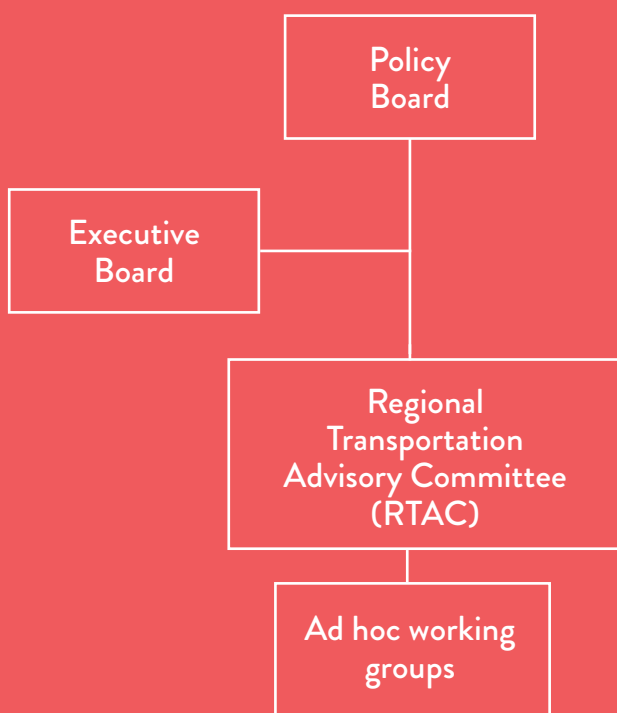 Policy
Board
Executive
Board
Regional
Transportation
Advisory Committee
(RTAC)
Ad hoc working
groups